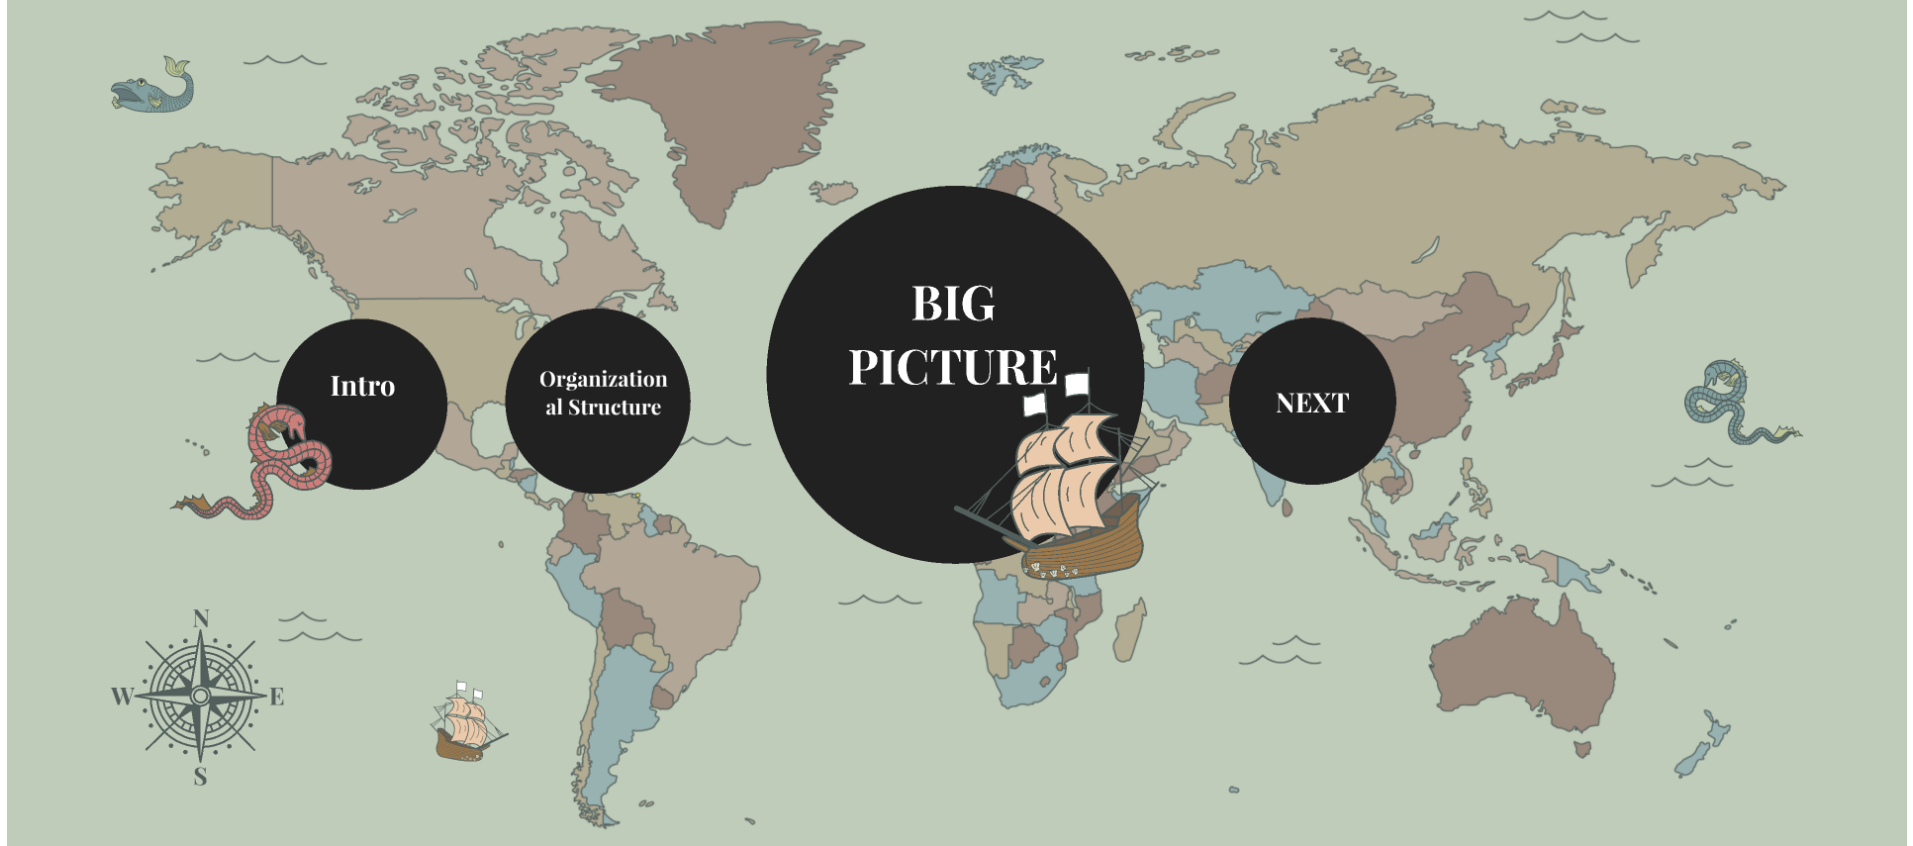 Intro
Organization
al Structure
BIG
PICTURE
NEXT
N
W
E
S